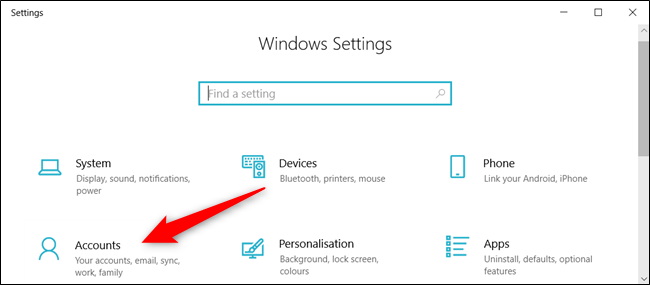 Settings
Windows Settings
Find a setting
System
Display, sound, notifications,
power
Devices
Bluetooth, printers, mouse
Phone
Link your Android, iPhone
Accounts
Your accounts, email, sync,
work, family
Personalisation
Background, lock screen,
colours
Apps
Uninstall, defaults, optional
features